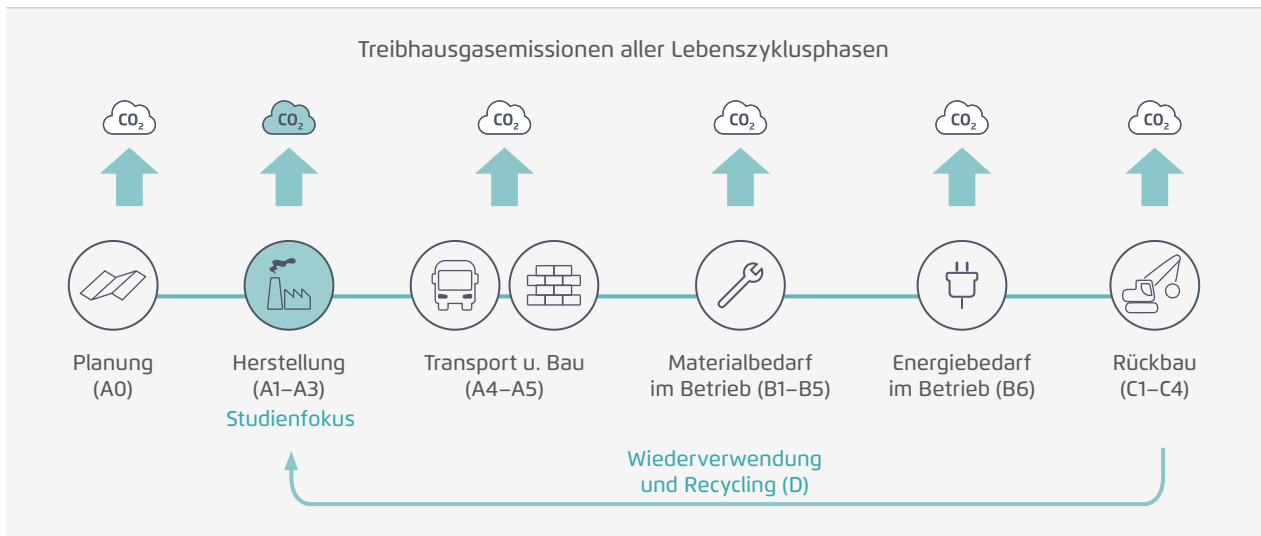 Treibhausgasemissionen aller Lebenszyklusphasen
CO₂
CO₂
CO₂
CO₂
CO₂
CO₂
Planung
(A0)
Herstellung
(A1–A3)
Studienfokus
Transport u. Bau
(A4–A5)
Materialbedarf
im Betrieb (B1–B5)
Energiebedarf
im Betrieb (B6)
Rückbau
(C1–C4)
Wiederverwendung
und Recycling (D)